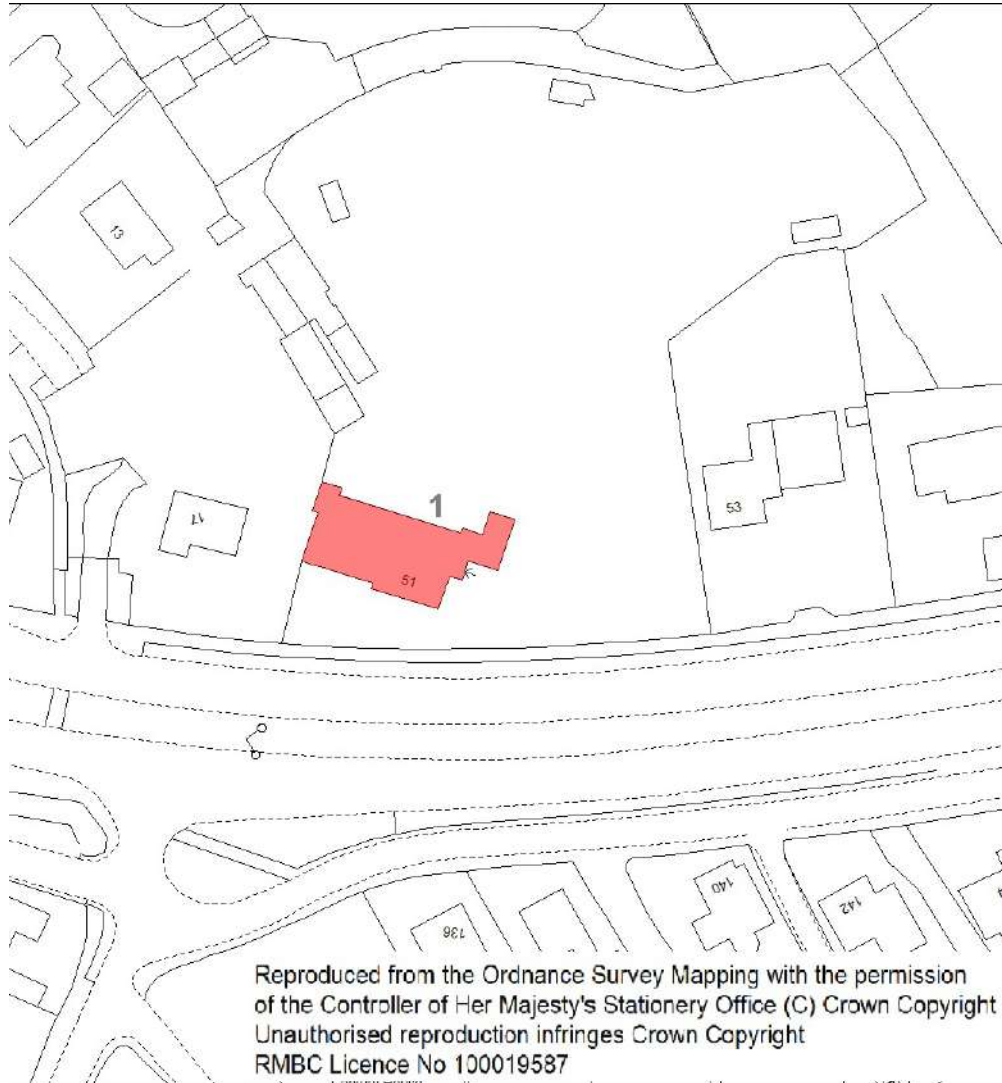 13
17
1
51
53
136
140
142
Reproduced from the Ordnance Survey Mapping with the permission
of the Controller of Her Majesty's Stationery Office (C) Crown Copyright
Unauthorised reproduction infringes Crown Copyright
RMBC Licence No 100019587